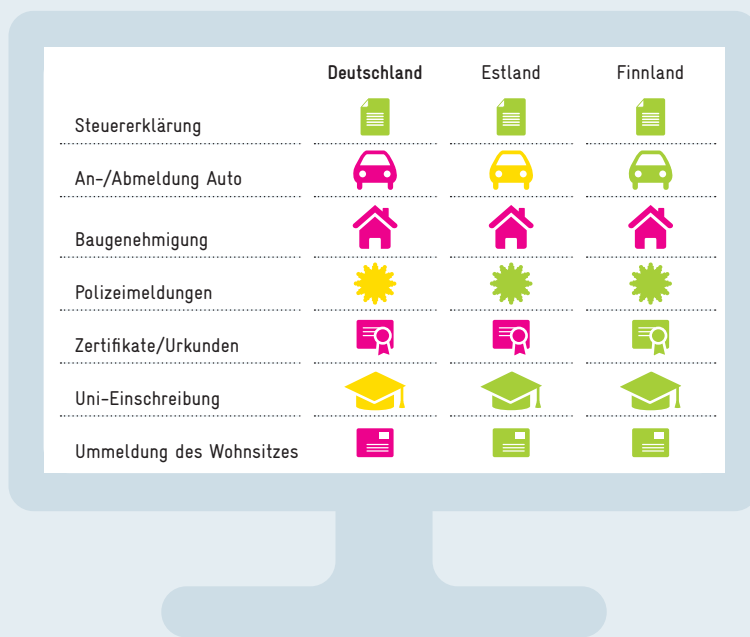 Deutschland Estland Finnland
Steuererklärung
An-/Abmeldung Auto
Baugenehmigung
Polizeimeldungen
Zertifikate/Urkunden
Uni-Einschreibung
Ummeldung des Wohnsitzes